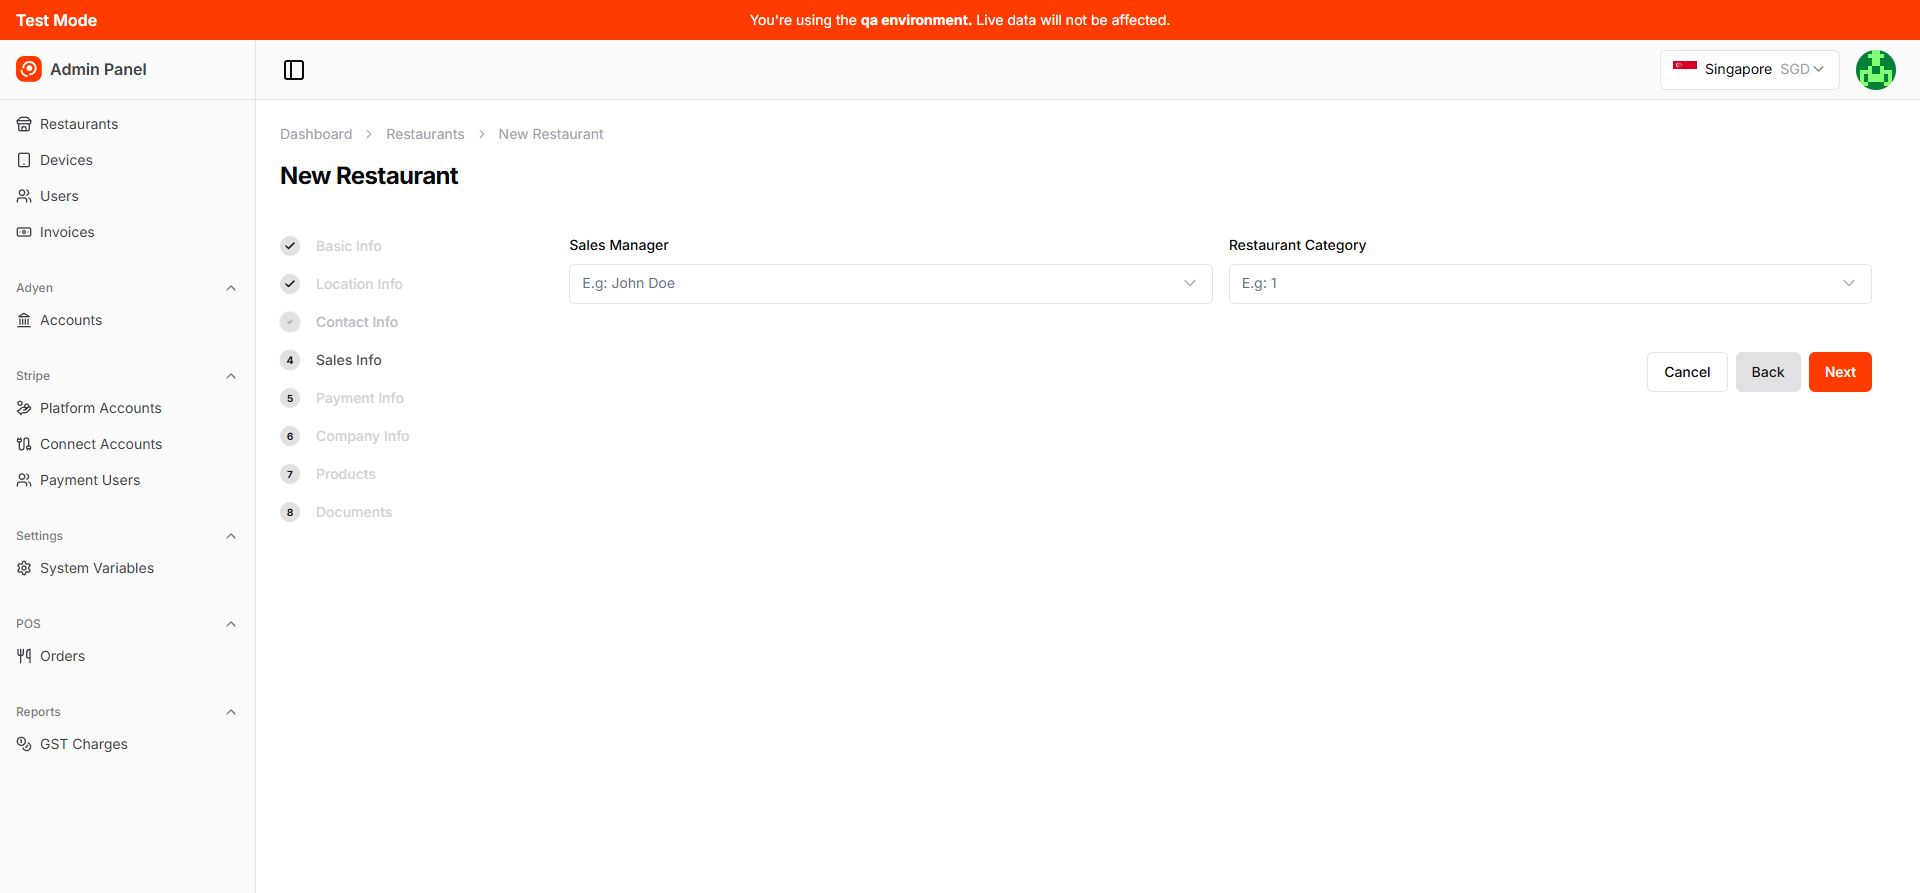 Test Mode
You're using the qa environment. Live data will not be affected.
Admin Panel
Singapore SGD
Restaurants
Devices
Users
Invoices
Adyen
Accounts
Stripe
Platform Accounts
Connect Accounts
Payment Users
Settings
System Variables
POS
Orders
Reports
GST Charges
Dashboard > Restaurants > New Restaurant
New Restaurant
Basic Info
Location Info
Contact Info
4 Sales Info
5 Payment Info
6 Company Info
7 Products
8 Documents
Sales Manager
E.g: John Doe
Restaurant Category
E.g: 1
Cancel Back Next